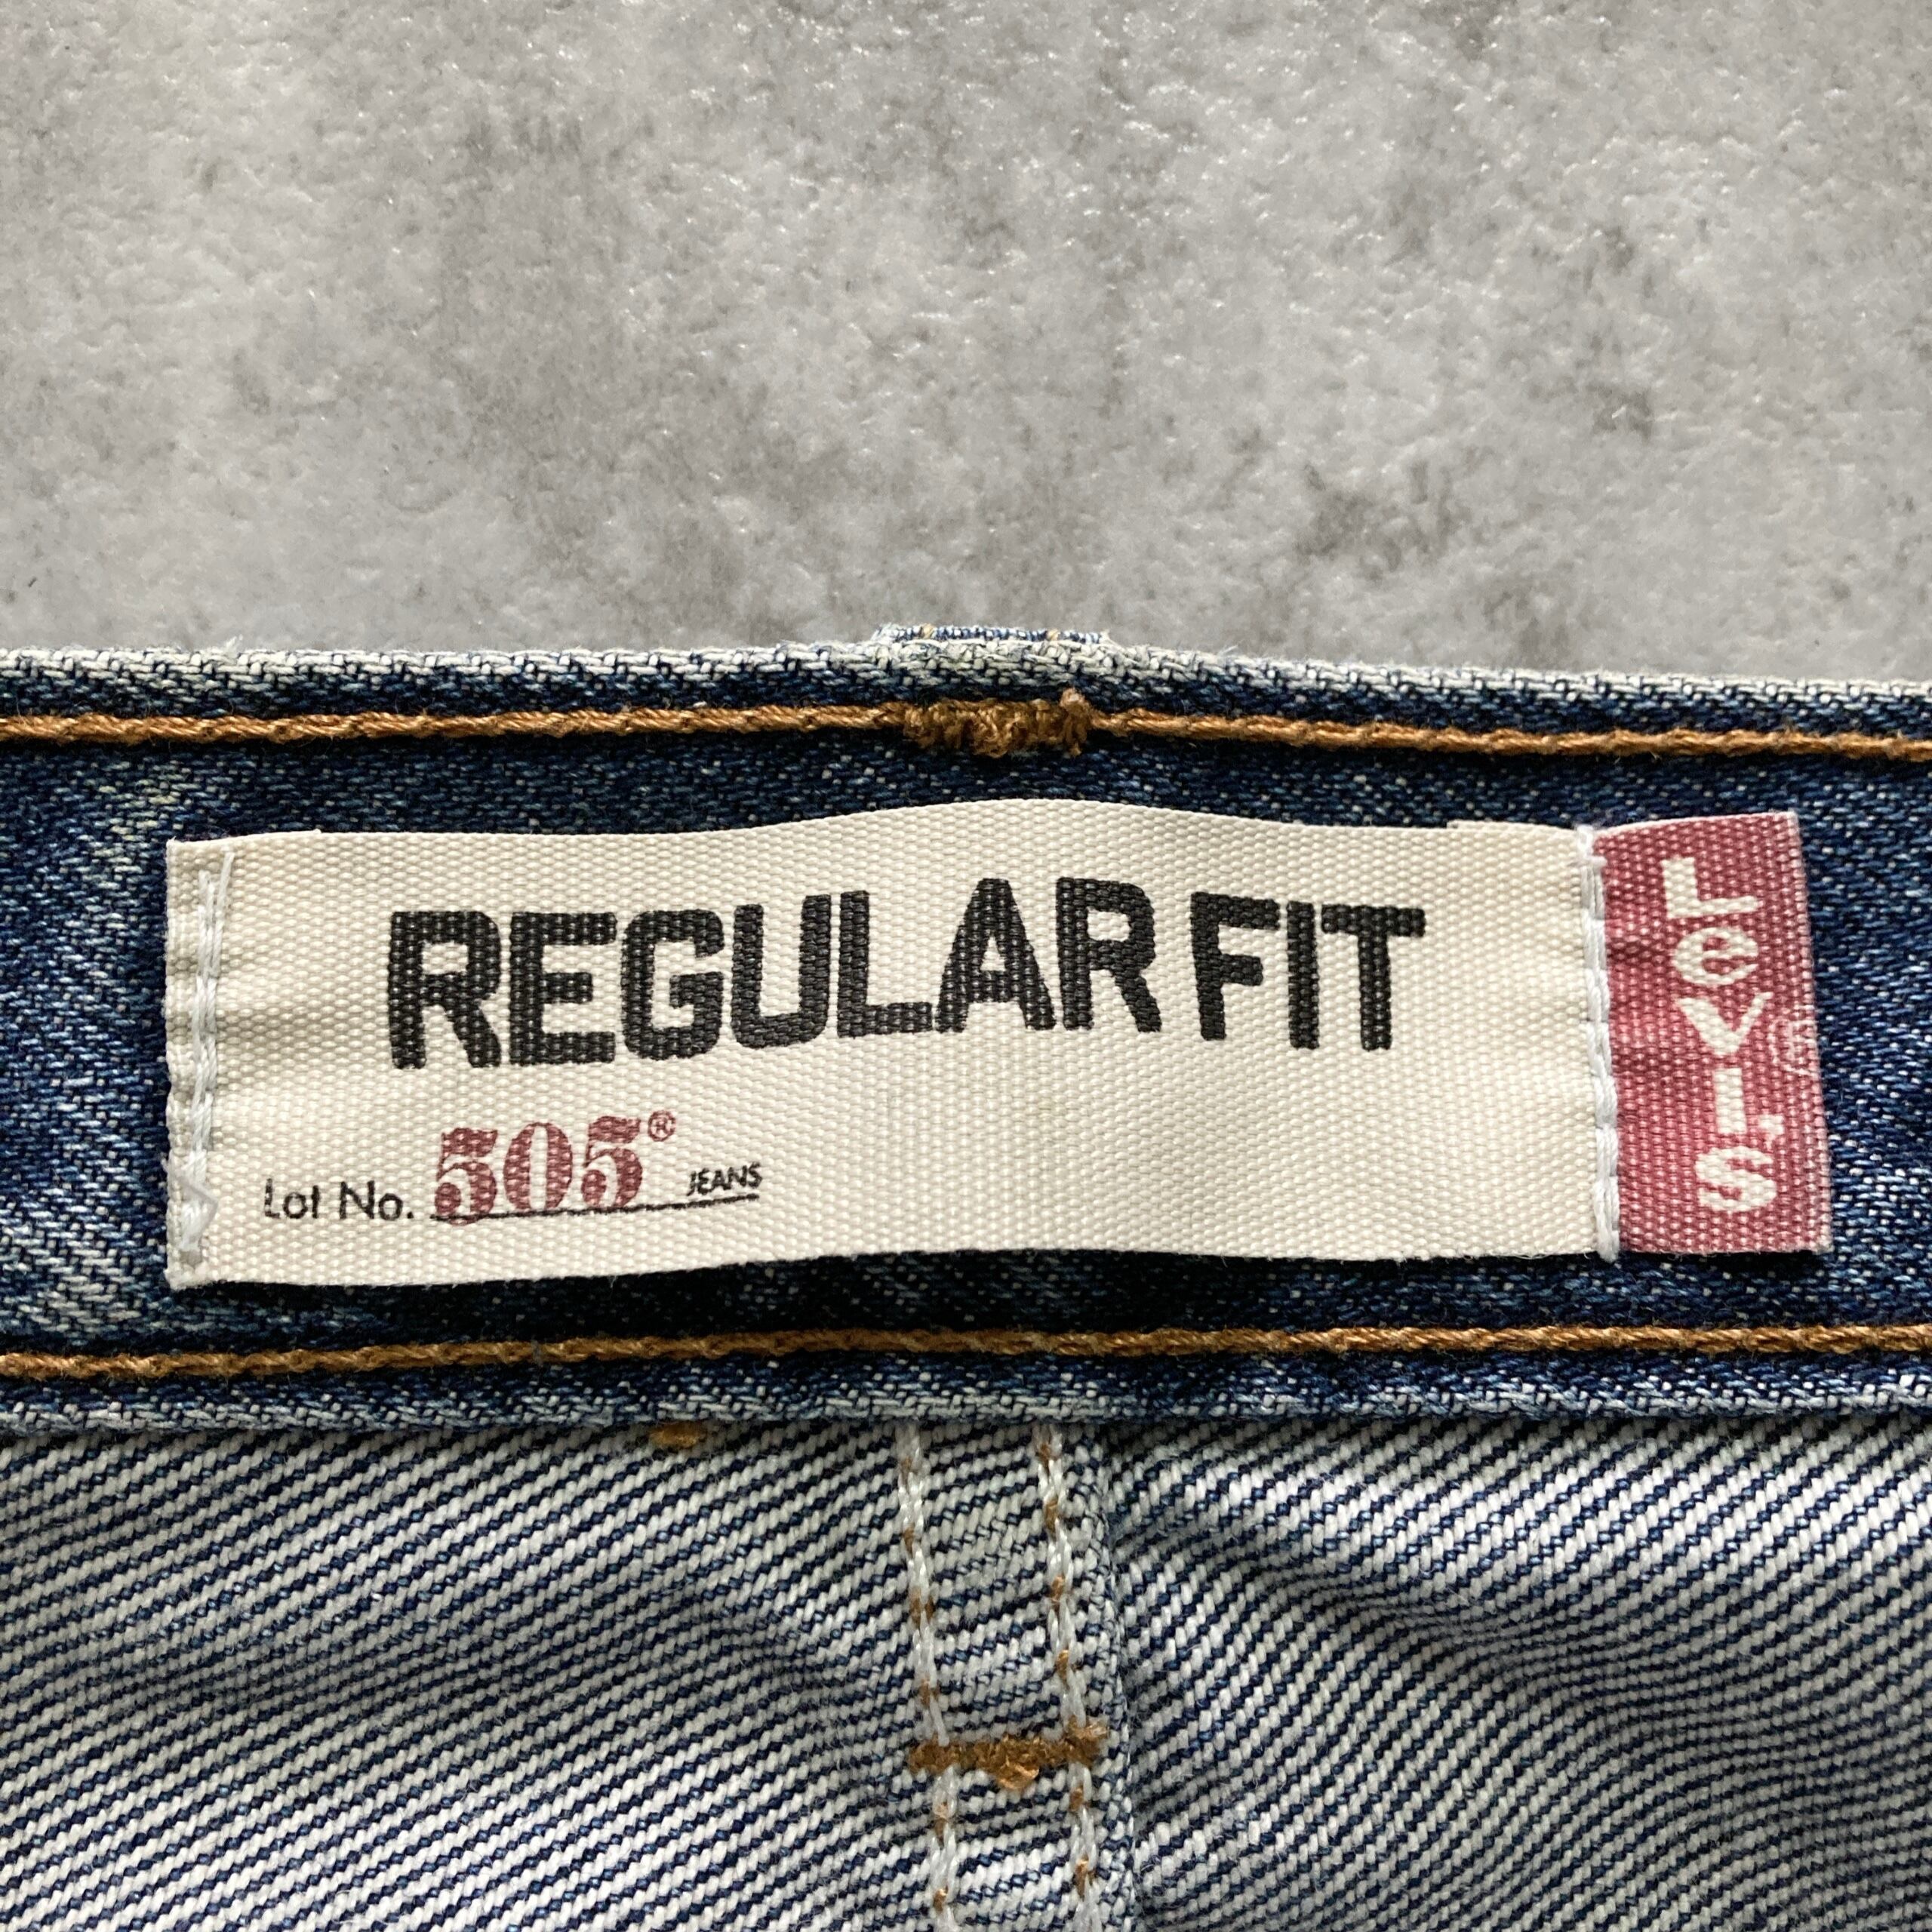 REGULAR FIT
Lot No. 505® JEANS
LeVI'S
®